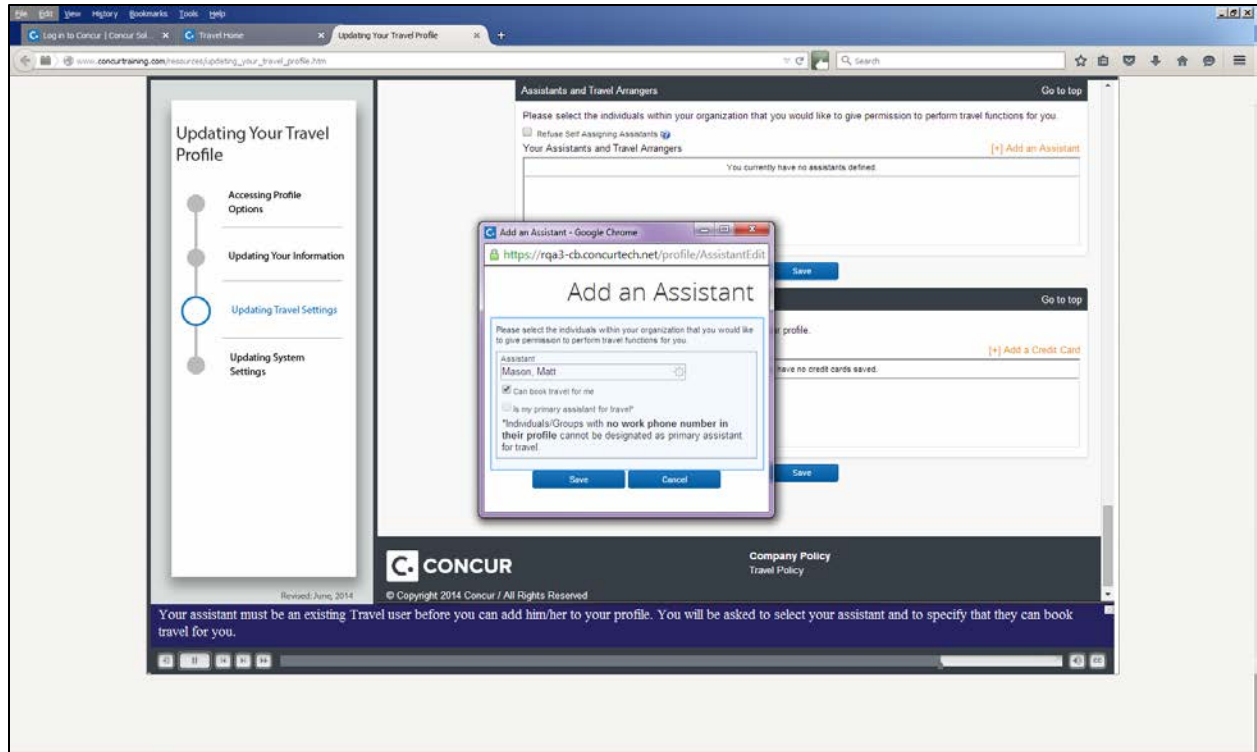 File Edit View History Bookmarks Tools Help
Log in to Concur | Concur Sol...
Travel Home
Updating Your Travel Profile
www.concurtraining.com/resources/updating_your_travel_profile.htm
Search
Updating Your Travel
Profile
Accessing Profile
Options
Updating Your Information
Updating Travel Settings
Updating System
Settings
Revised: June, 2014
Assistants and Travel Arrangers
Go to top
Please select the individuals within your organization that you would like to give permission to perform travel functions for you.
Refuse Self Assigning Assistants
Your Assistants and Travel Arrangers
[+] Add an Assistant
You currently have no assistants defined.
Save
Go to top
r profile.
[+] Add a Credit Card
have no credit cards saved.
Save
Add an Assistant - Google Chrome
https://rqa3-cb.concurtech.net/profile/AssistantEdit
Add an Assistant
Please select the individuals within your organization that you would like
to give permission to perform travel functions for you.
Assistant
Mason, Matt
Can book travel for me
Is my primary assistant for travel*
*Individuals/Groups with no work phone number in
their profile cannot be designated as primary assistant
for travel.
Save
Cancel
C. CONCUR
Company Policy
Travel Policy
© Copyright 2014 Concur / All Rights Reserved
Your assistant must be an existing Travel user before you can add him/her to your profile. You will be asked to select your assistant and to specify that they can book
travel for you.
CC